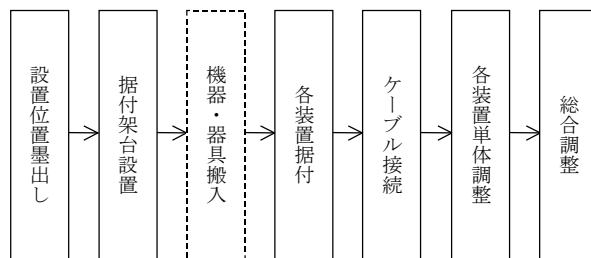 設置位置墨出し
据付架台設置
機器・器具搬入
各装置据付
ケーブル接続
各装置単体調整
総合調整